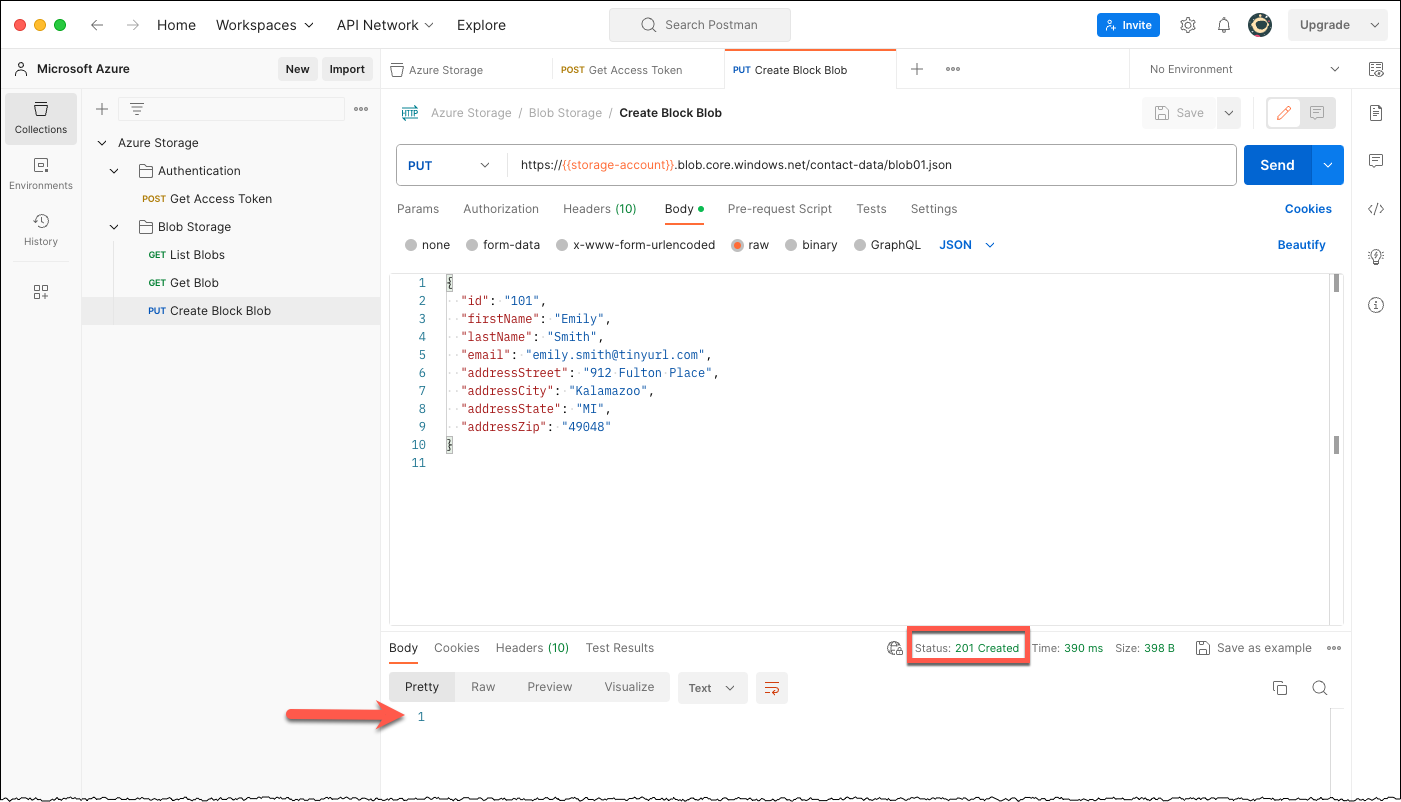 Home Workspaces API Network Explore Search Postman Invite Upgrade
Microsoft Azure New Import Azure Storage POST Get Access Token PUT Create Block Blob No Environment
Collections
Environments
History
Azure Storage
Authentication
POST Get Access Token
Blob Storage
GET List Blobs
GET Get Blob
PUT Create Block Blob
HTTP Azure Storage / Blob Storage / Create Block Blob Save
PUT https://{{storage-account}}.blob.core.windows.net/contact-data/blob01.json Send
Params Authorization Headers (10) Body Pre-request Script Tests Settings Cookies
none form-data x-www-form-urlencoded raw binary GraphQL JSON Beautify
1 {
2 "id": "101",
3 "firstName": "Emily",
4 "lastName": "Smith",
5 "email": "emily.smith@tinyurl.com",
6 "addressStreet": "912 Fulton Place",
7 "addressCity": "Kalamazoo",
8 "addressState": "MI",
9 "addressZip": "49048"
10 }
11
Body Cookies Headers (10) Test Results Status: 201 Created Time: 390 ms Size: 398 B Save as example
Pretty Raw Preview Visualize Text
1